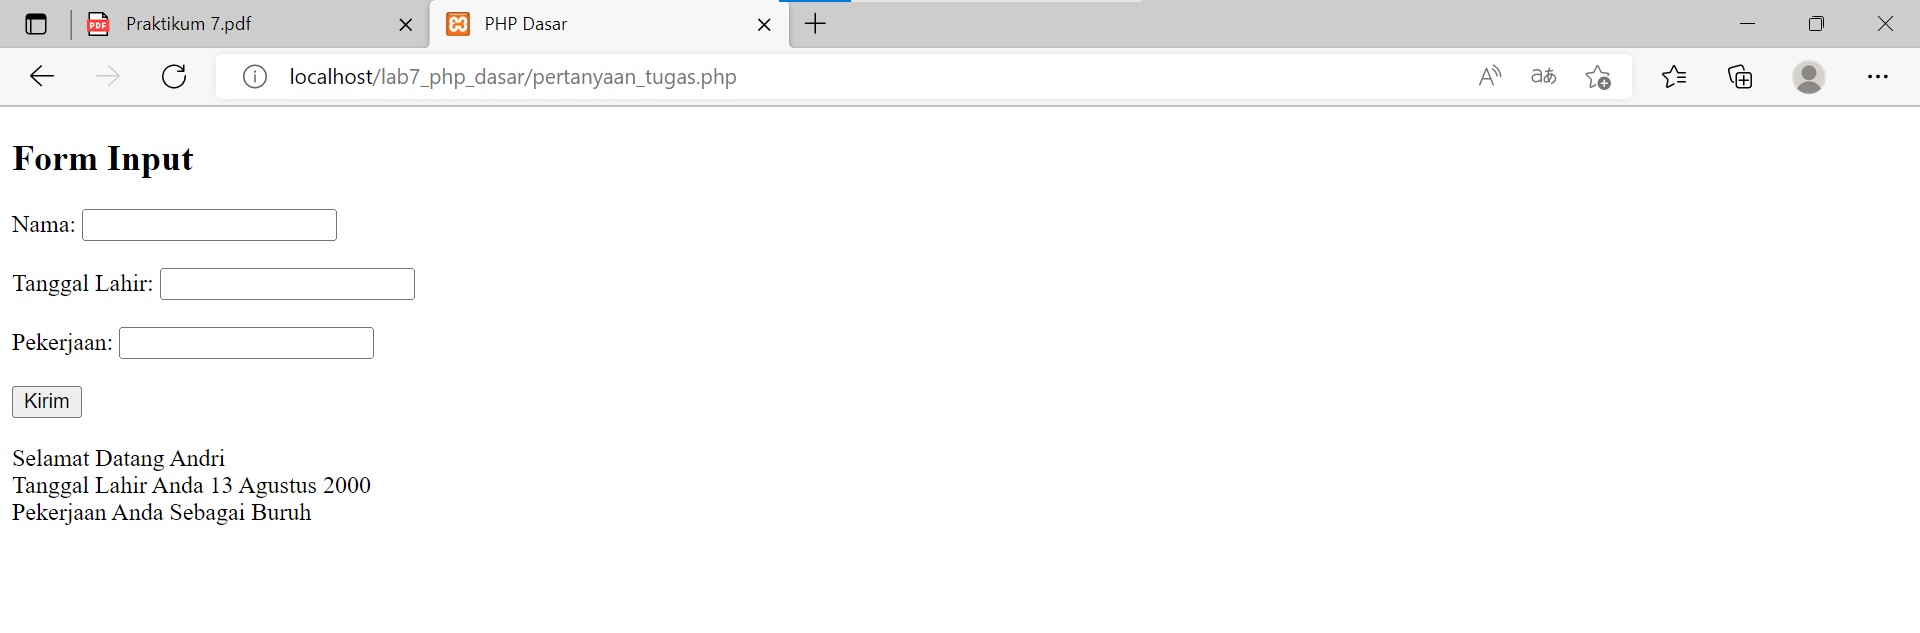 Praktikum 7.pdf
PHP Dasar
localhost/lab7_php_dasar/pertanyaan_tugas.php
Form Input
Nama:
Tanggal Lahir:
Pekerjaan:
Kirim
Selamat Datang Andri
Tanggal Lahir Anda 13 Agustus 2000
Pekerjaan Anda Sebagai Buruh